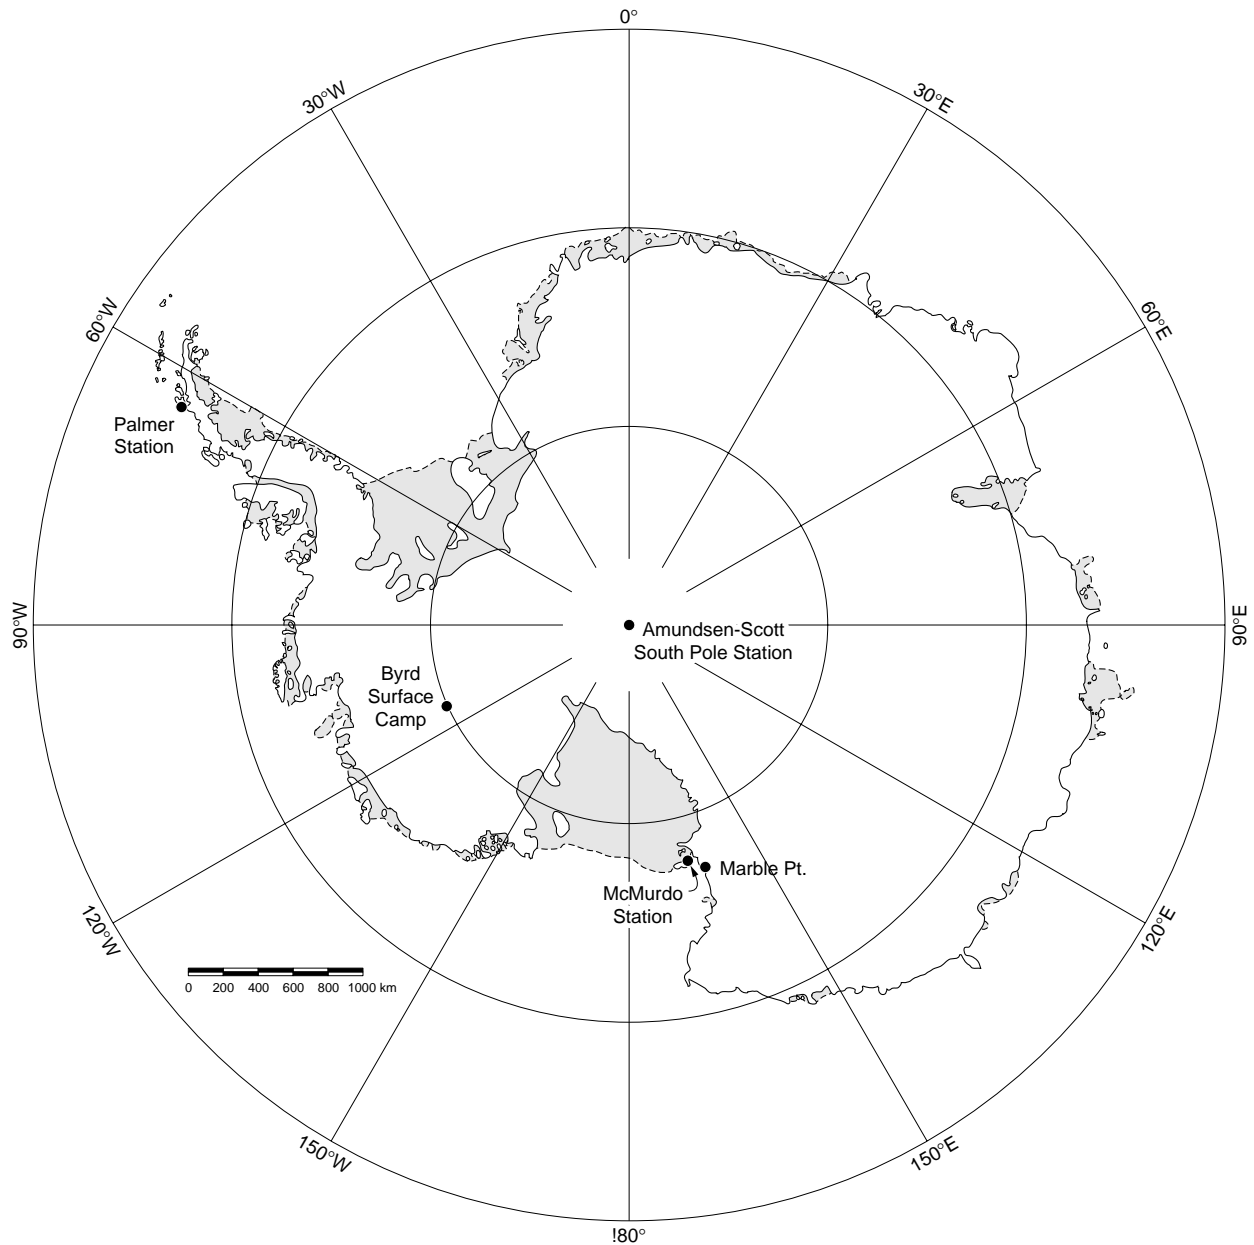 0°
30°W
30°E
60°W
60°E
Palmer
Station
90°W
90°E
Amundsen-Scott
South Pole Station
Byrd
Surface
Camp
Marble Pt.
McMurdo
Station
120°W
120°E
0 200 400 600 800 1000 km
150°W
150°E
!80°